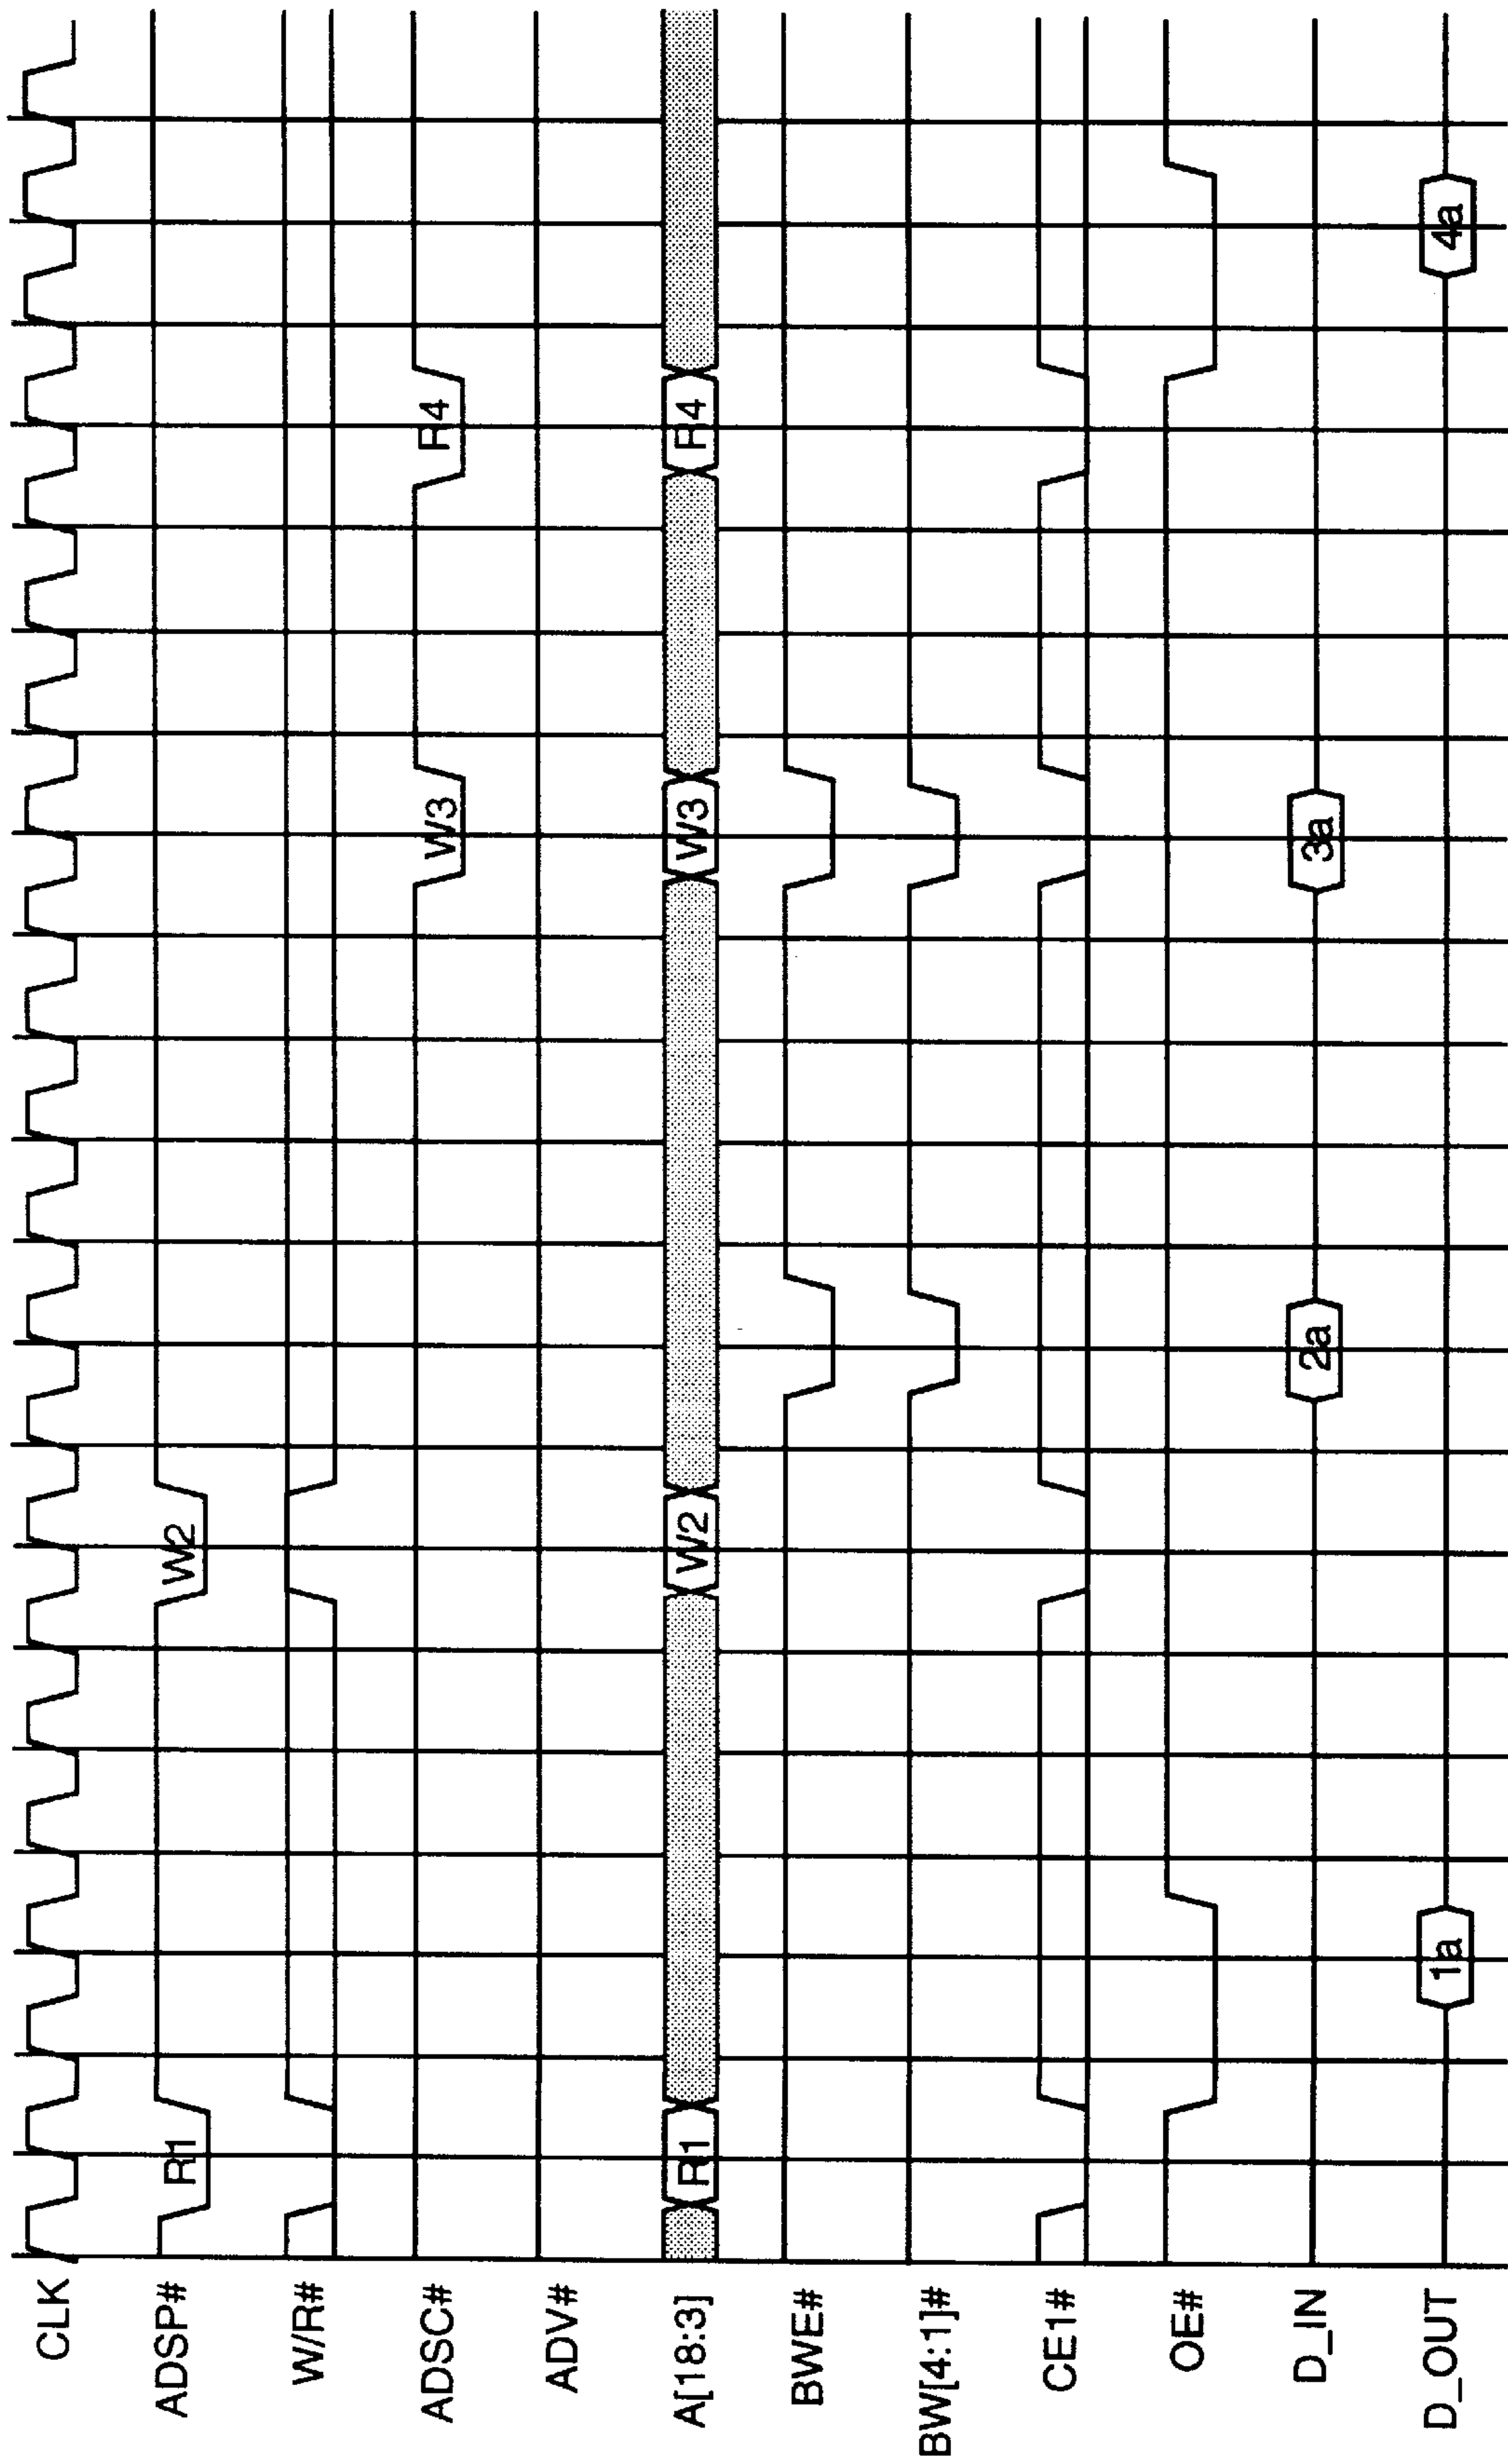 CLK
ADSP# R1 W2
W/R#
ADSC# W3 R4
ADV#
A[18:3] R1 W2 W3 R4
BWE#
BW[4:1]#
CE1#
OE#
D_IN 2a 3a
D_OUT 1a 4a